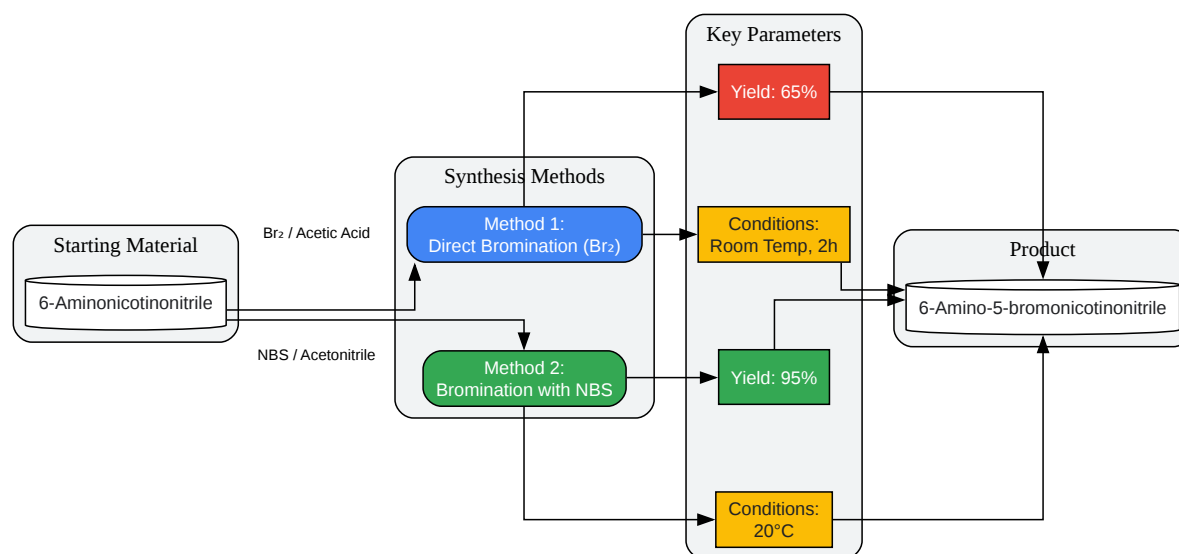 Key Parameters
Yield: 65%
Synthesis Methods
Method 1:
Direct Bromination (Br₂)
Conditions:
Room Temp, 2h
Br₂ / Acetic Acid
Starting Material
6-Aminonicotinonitrile
Product
6-Amino-5-bromonicotinonitrile
NBS / Acetonitrile
Method 2:
Bromination with NBS
Yield: 95%
Conditions:
20°C